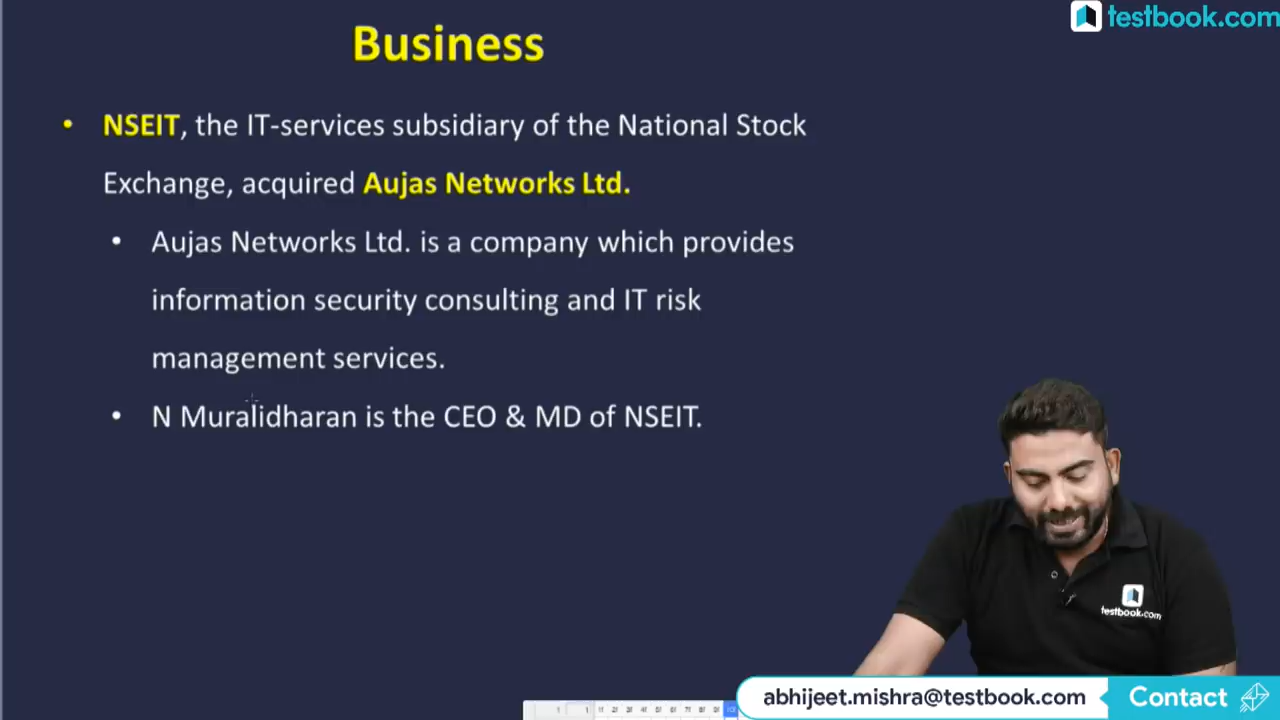 testbook.com
Business
• NSEIT, the IT-services subsidiary of the National Stock
Exchange, acquired Aujas Networks Ltd.
• Aujas Networks Ltd. is a company which provides
information security consulting and IT risk
management services.
• N Muralidharan is the CEO & MD of NSEIT.
testbook.com
abhijeet.mishra@testbook.com
Contact